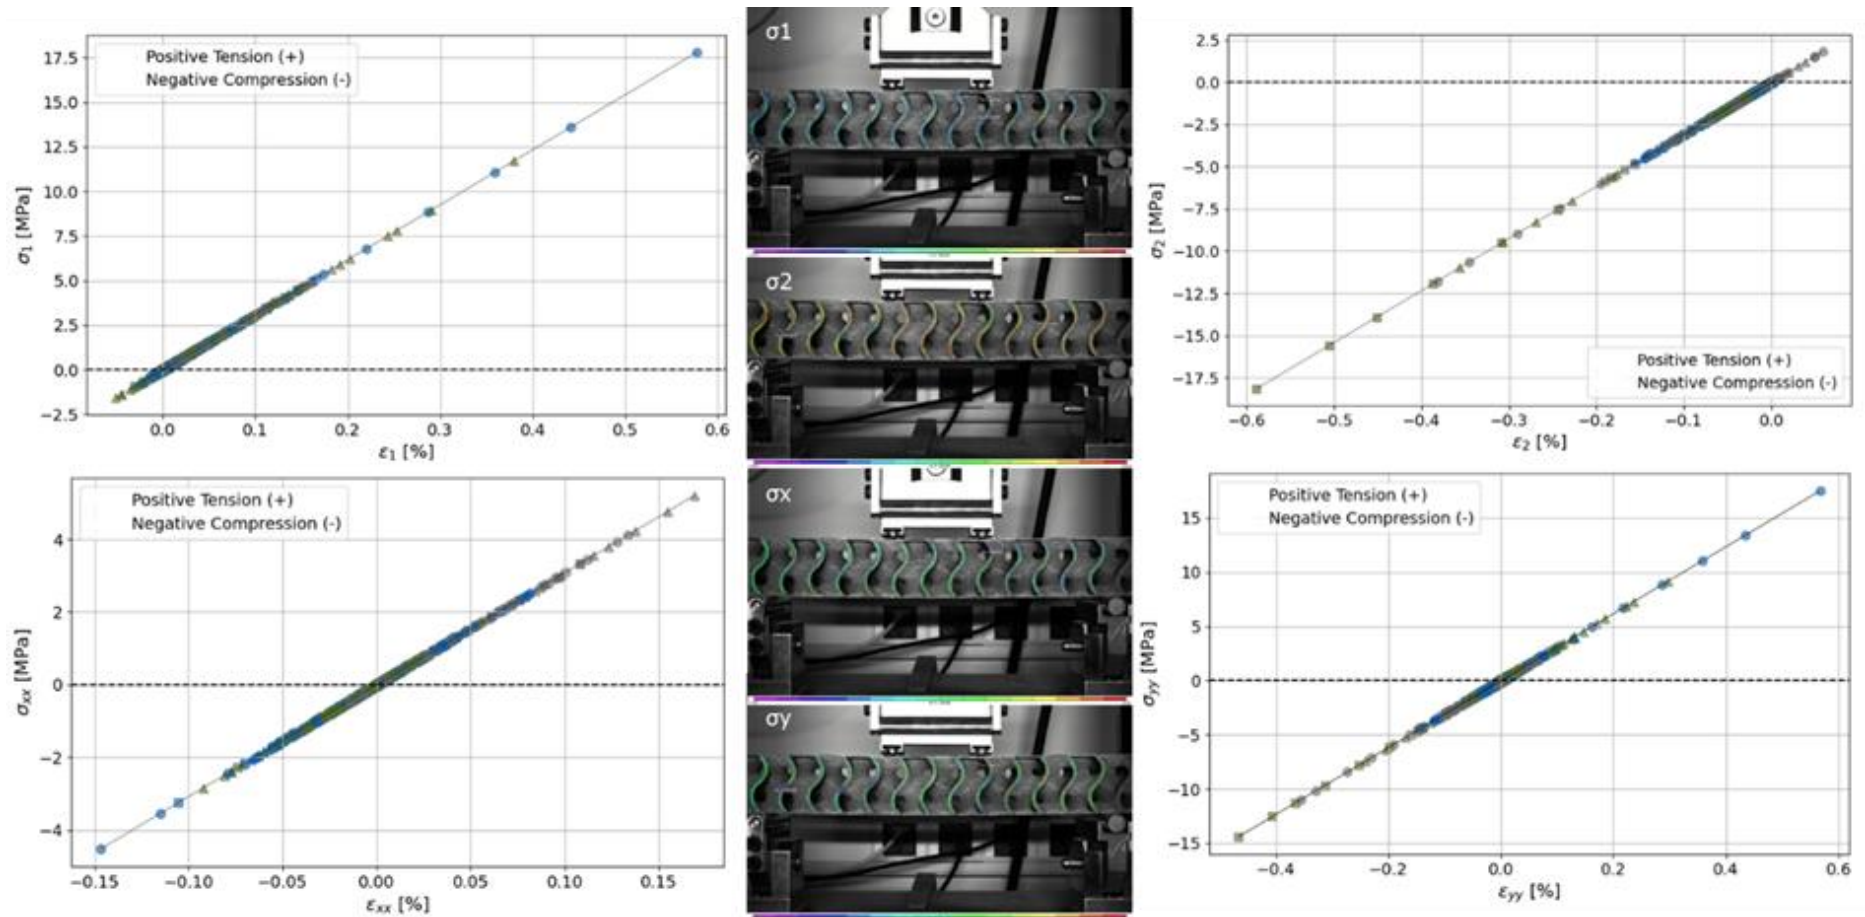 Positive Tension (+)
Negative Compression (-)
17.5
15.0
12.5
10.0
7.5
5.0
2.5
0.0
−2.5
σ₁ [MPa]
0.0 0.1 0.2 0.3 0.4 0.5 0.6
ε₁ [%]
σ1
σ2
σx
σy
2.5
0.0
−2.5
−5.0
−7.5
−10.0
−12.5
−15.0
−17.5
σ₂ [MPa]
Positive Tension (+)
Negative Compression (-)
−0.6 −0.5 −0.4 −0.3 −0.2 −0.1 0.0
ε₂ [%]
Positive Tension (+)
Negative Compression (-)
4
2
0
−2
−4
σₓₓ [MPa]
−0.15 −0.10 −0.05 0.00 0.05 0.10 0.15
εₓₓ [%]
Positive Tension (+)
Negative Compression (-)
15
10
5
0
−5
−10
−15
σyy [MPa]
−0.4 −0.2 0.0 0.2 0.4 0.6
εyy [%]